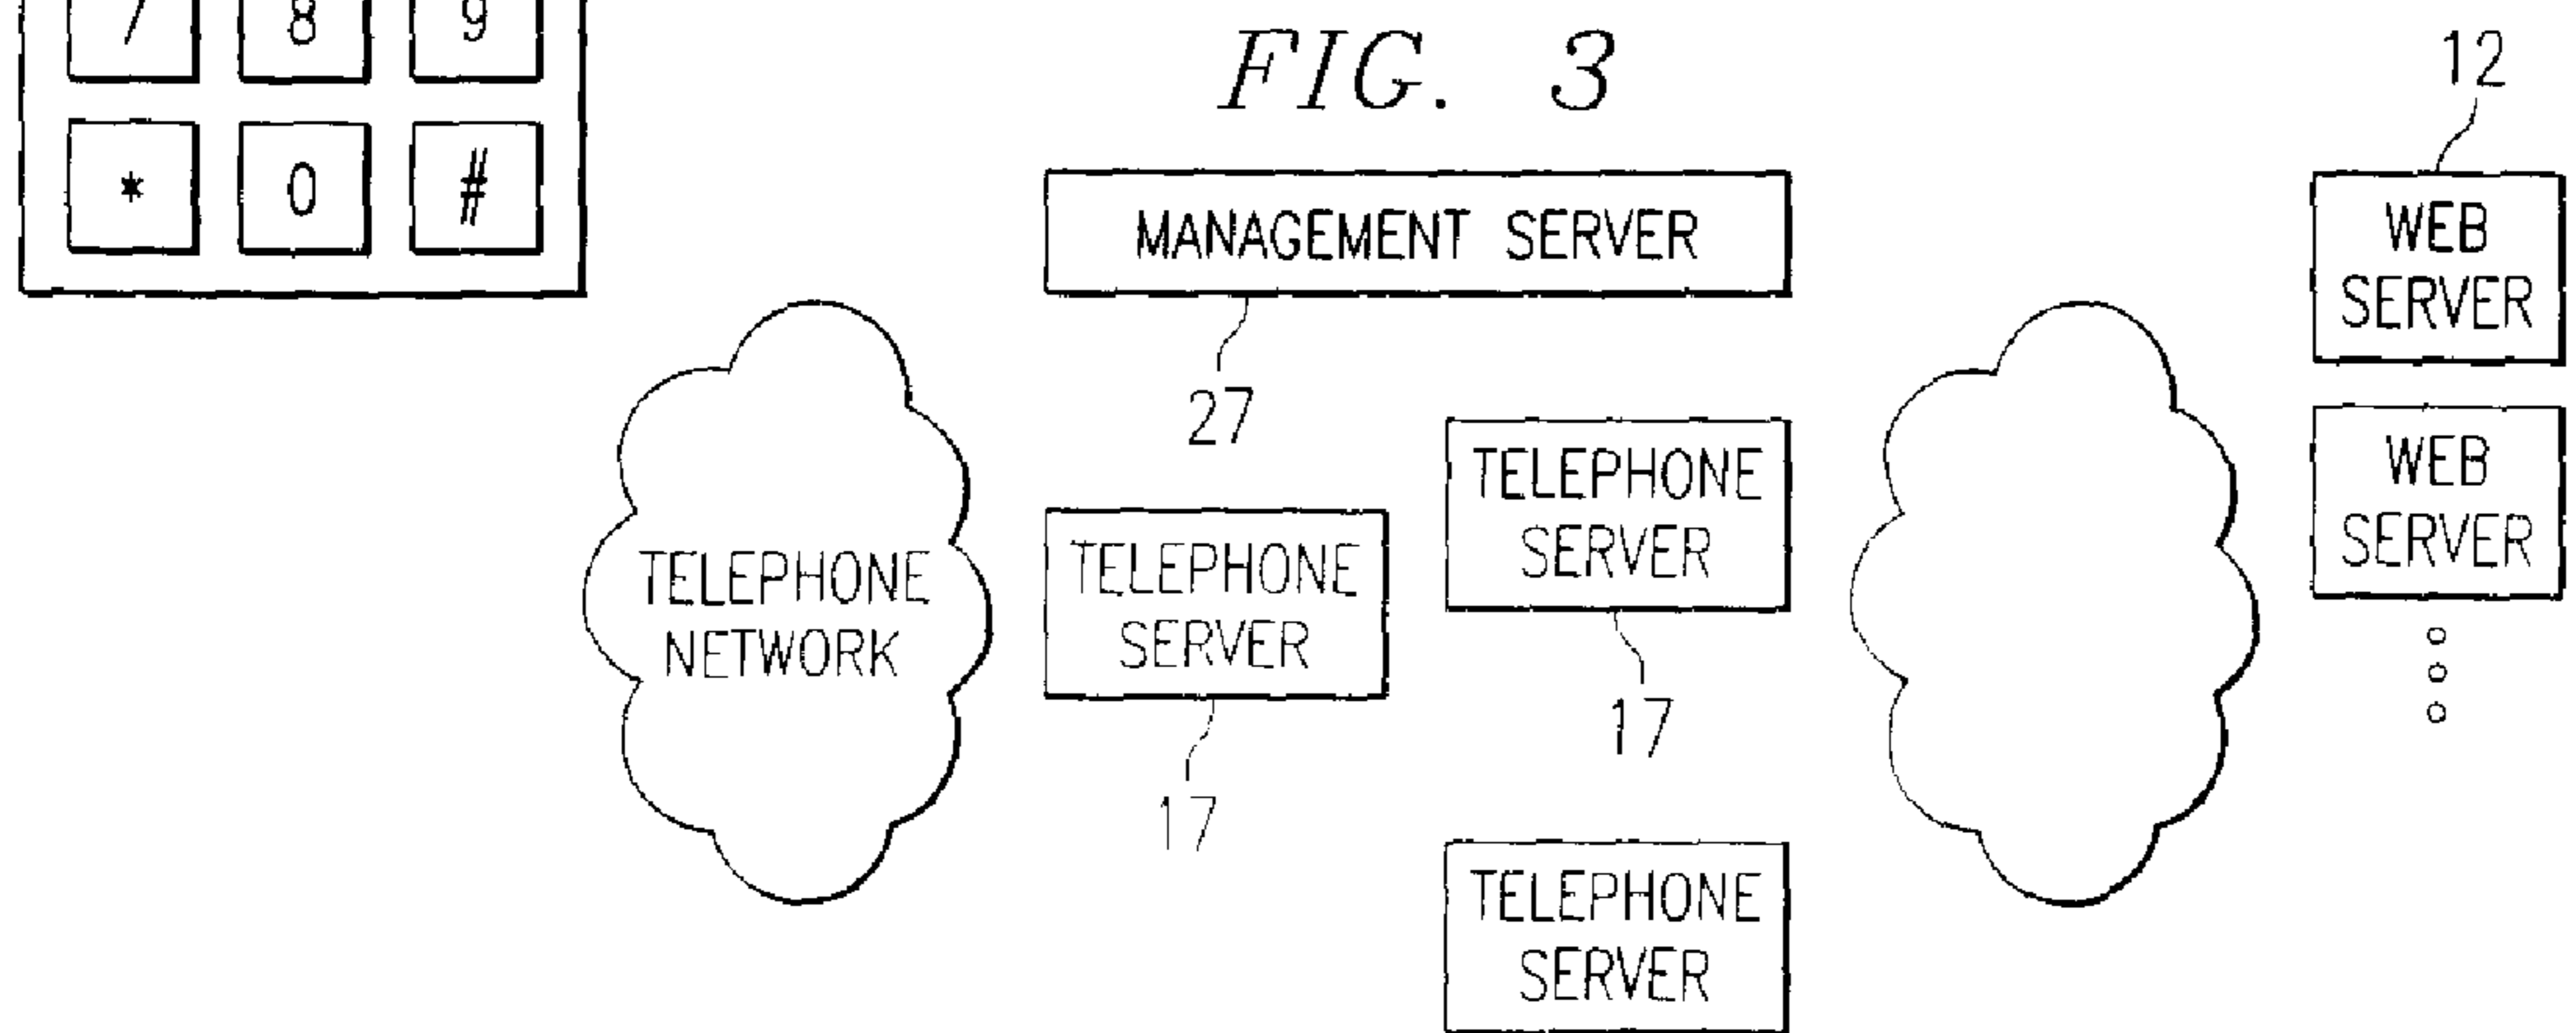 7 8 9
* 0 #
FIG. 3
12
MANAGEMENT SERVER
27
WEB
SERVER
WEB
SERVER
TELEPHONE
NETWORK
TELEPHONE
SERVER
17
TELEPHONE
SERVER
17
TELEPHONE
SERVER